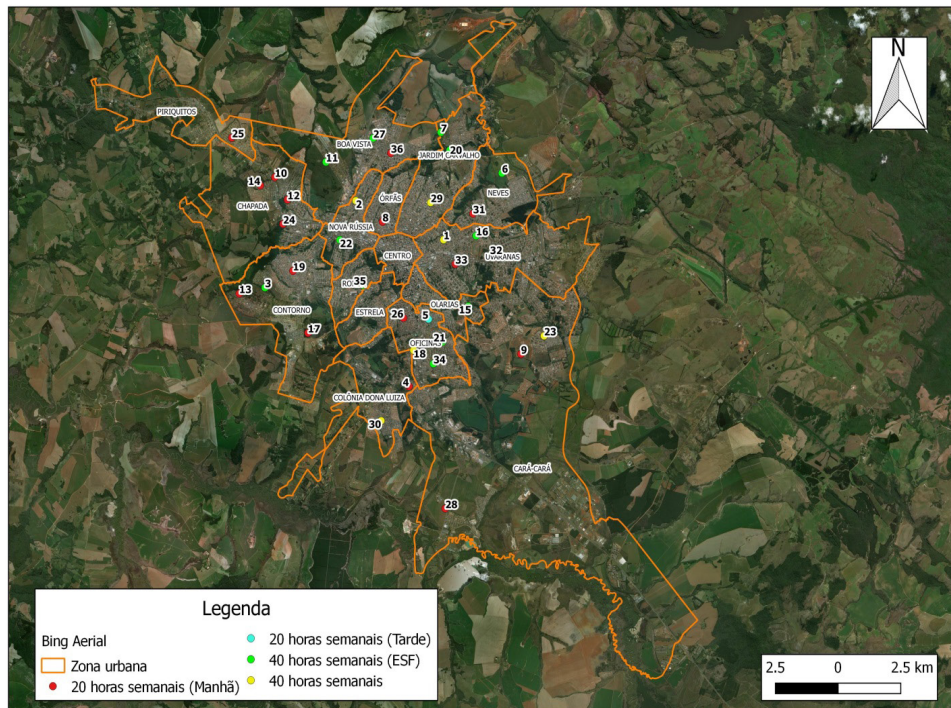 N
PIRIQUITOS
25
27
7
BOA VISTA
36
20
JARDIM CARVALHO
11
10
14
6
NEVES
12
CHAPADA
2
ÓRFÃS
29
31
24
8
NOVA RÚSSIA
22
1
16
CENTRO
32
UVARANAS
33
19
3
13
35
CONTORNO
ESTRELA
OLARIAS
15
26
5
17
21
OFICINAS
23
18
34
9
4
COLÔNIA DONA LUIZA
30
CARÁ-CARÁ
28
Legenda
Bing Aerial
Zona urbana
20 horas semanais (Manhã)
20 horas semanais (Tarde)
40 horas semanais (ESF)
40 horas semanais
2.5 0 2.5 km